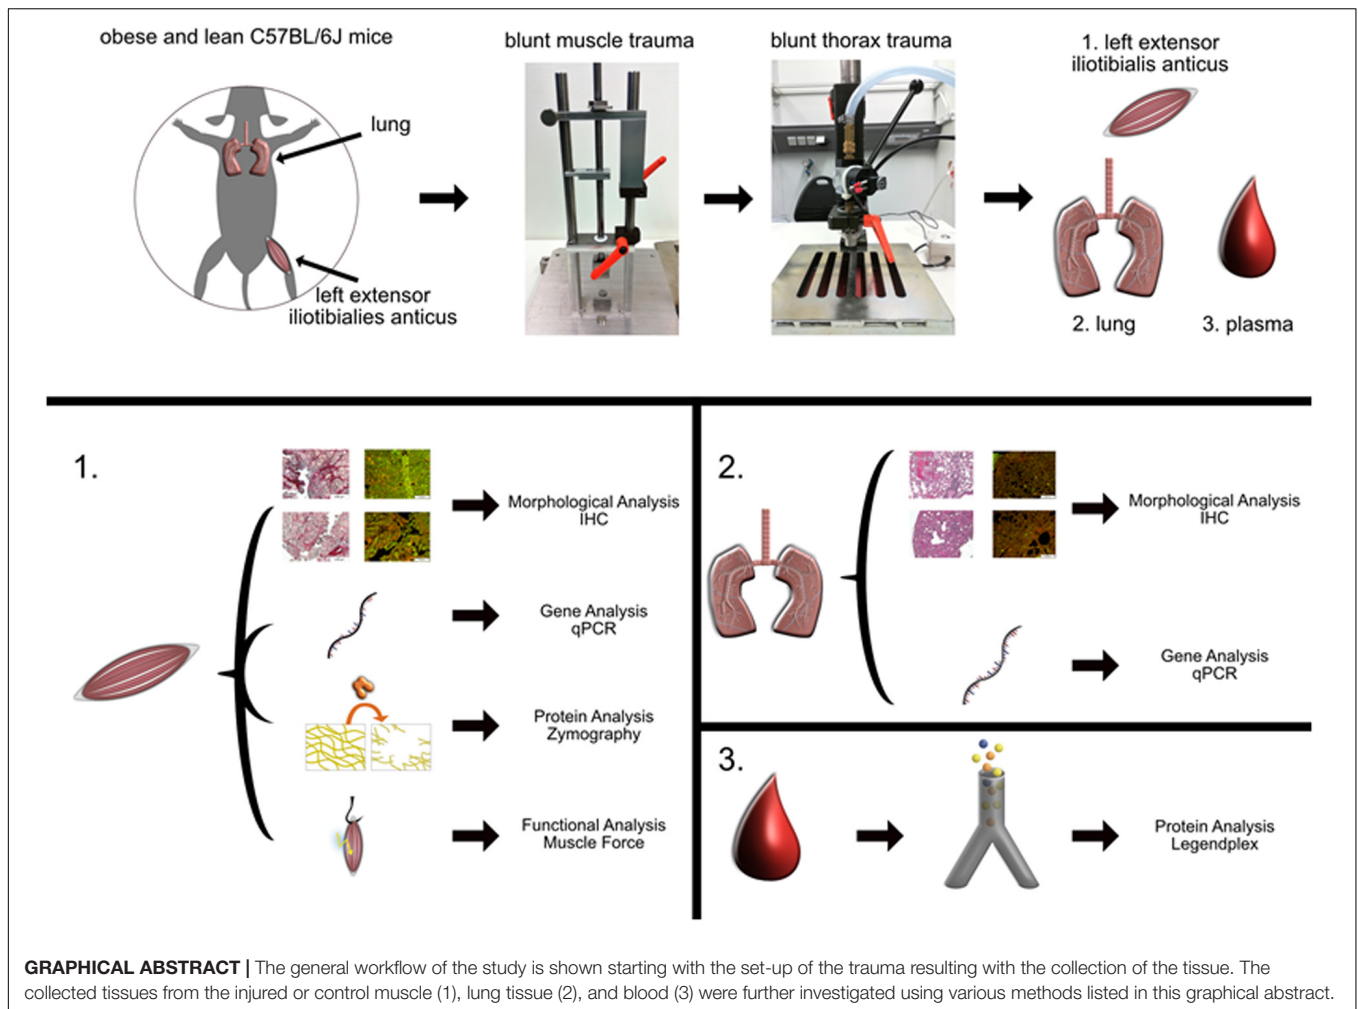 obese and lean C57BL/6J mice
blunt muscle trauma
blunt thorax trauma
1. left extensor
iliotibialis anticus
lung
left extensor
iliotibialies anticus
2. lung
3. plasma
1.
Morphological Analysis
IHC
Gene Analysis
qPCR
Protein Analysis
Zymography
Functional Analysis
Muscle Force
2.
Morphological Analysis
IHC
Gene Analysis
qPCR
3.
Protein Analysis
Legendplex
GRAPHICAL ABSTRACT | The general workflow of the study is shown starting with the set-up of the trauma resulting with the collection of the tissue. The
collected tissues from the injured or control muscle (1), lung tissue (2), and blood (3) were further investigated using various methods listed in this graphical abstract.